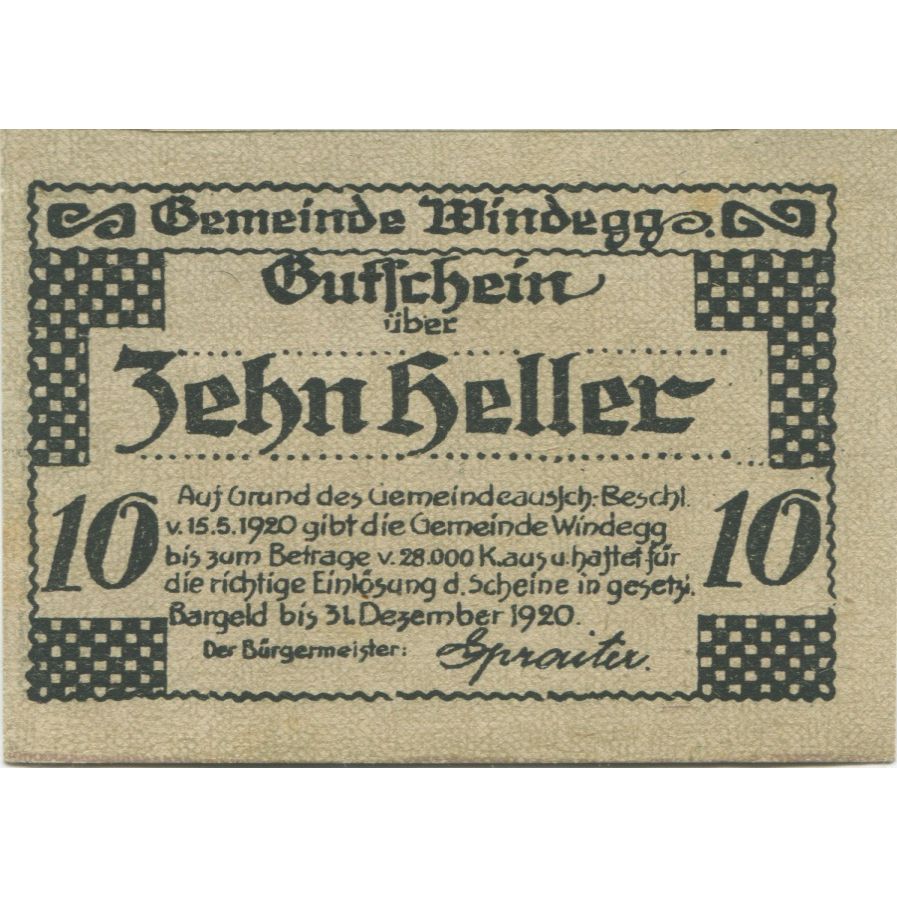 Gemeinde Windegg.
Gutschein
über
Zehn Heller
10 10
Auf Grund des Gemeindeaussch.-Beschl.
v. 15.5.1920 gibt die Gemeinde Windegg
bis zum Betrage v. 28.000 K. aus u. haftet für
die richtige Einlösung d. Scheine in gesetzl.
Bargeld bis 31. Dezember 1920.
Der Bürgermeister: